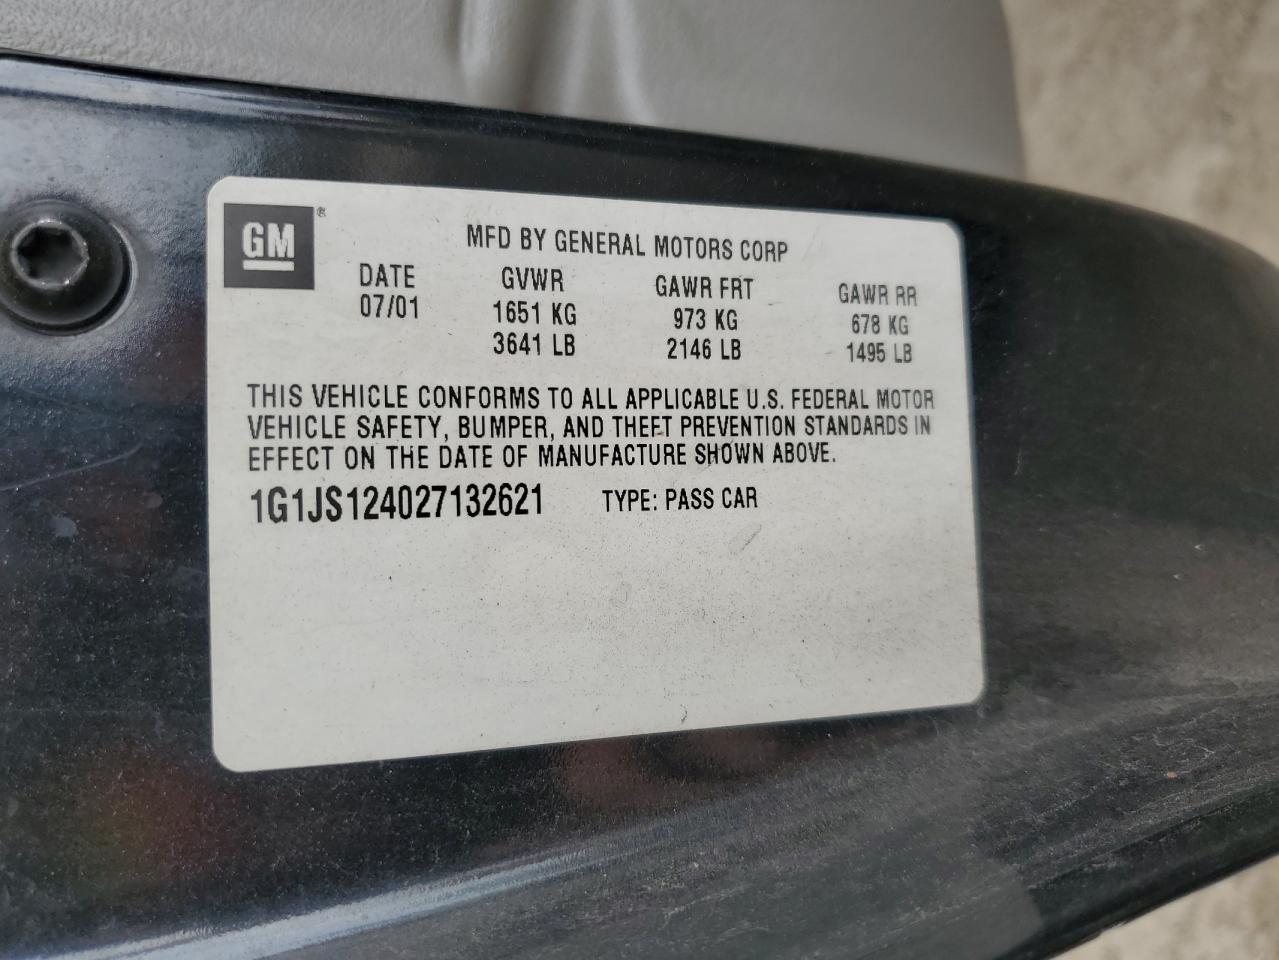 GM ®
MFD BY GENERAL MOTORS CORP
DATE GVWR GAWR FRT GAWR RR
07/01 1651 KG 973 KG 678 KG
3641 LB 2146 LB 1495 LB
THIS VEHICLE CONFORMS TO ALL APPLICABLE U.S. FEDERAL MOTOR
VEHICLE SAFETY, BUMPER, AND THEFT PREVENTION STANDARDS IN
EFFECT ON THE DATE OF MANUFACTURE SHOWN ABOVE.
1G1JS124027132621 TYPE: PASS CAR